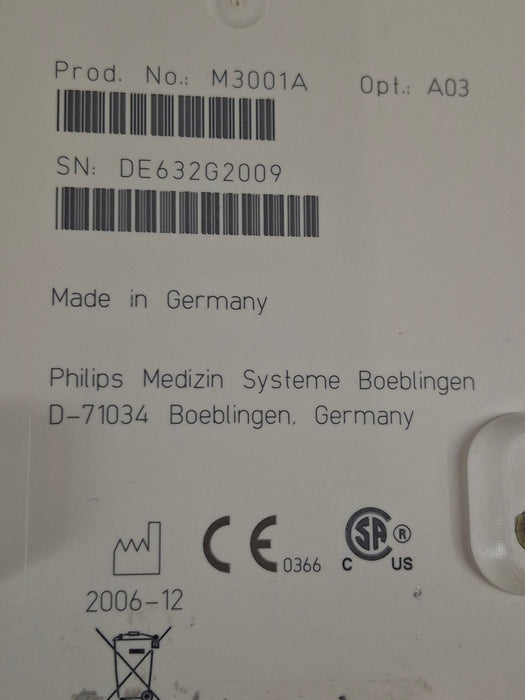 Prod. No.: M3001A Opt.: A03
SN: DE632G2009
Made in Germany
Philips Medizin Systeme Boeblingen
D-71034 Boeblingen, Germany
CE 0366
SA ®
C US
2006-12